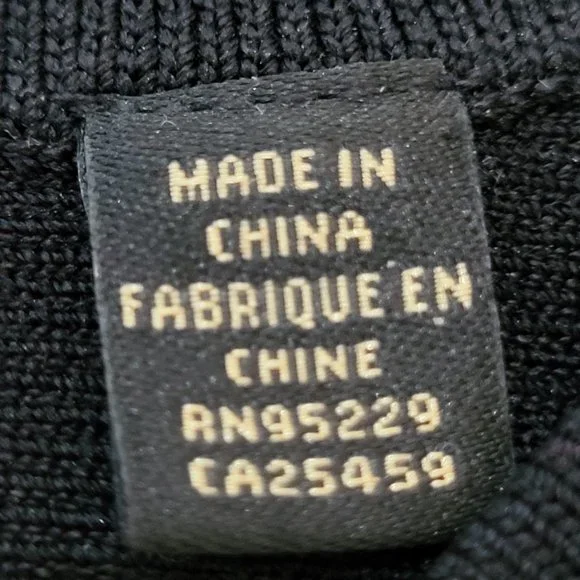 MADE IN
CHINA
FABRIQUE EN
CHINE
RN95229
CA25459